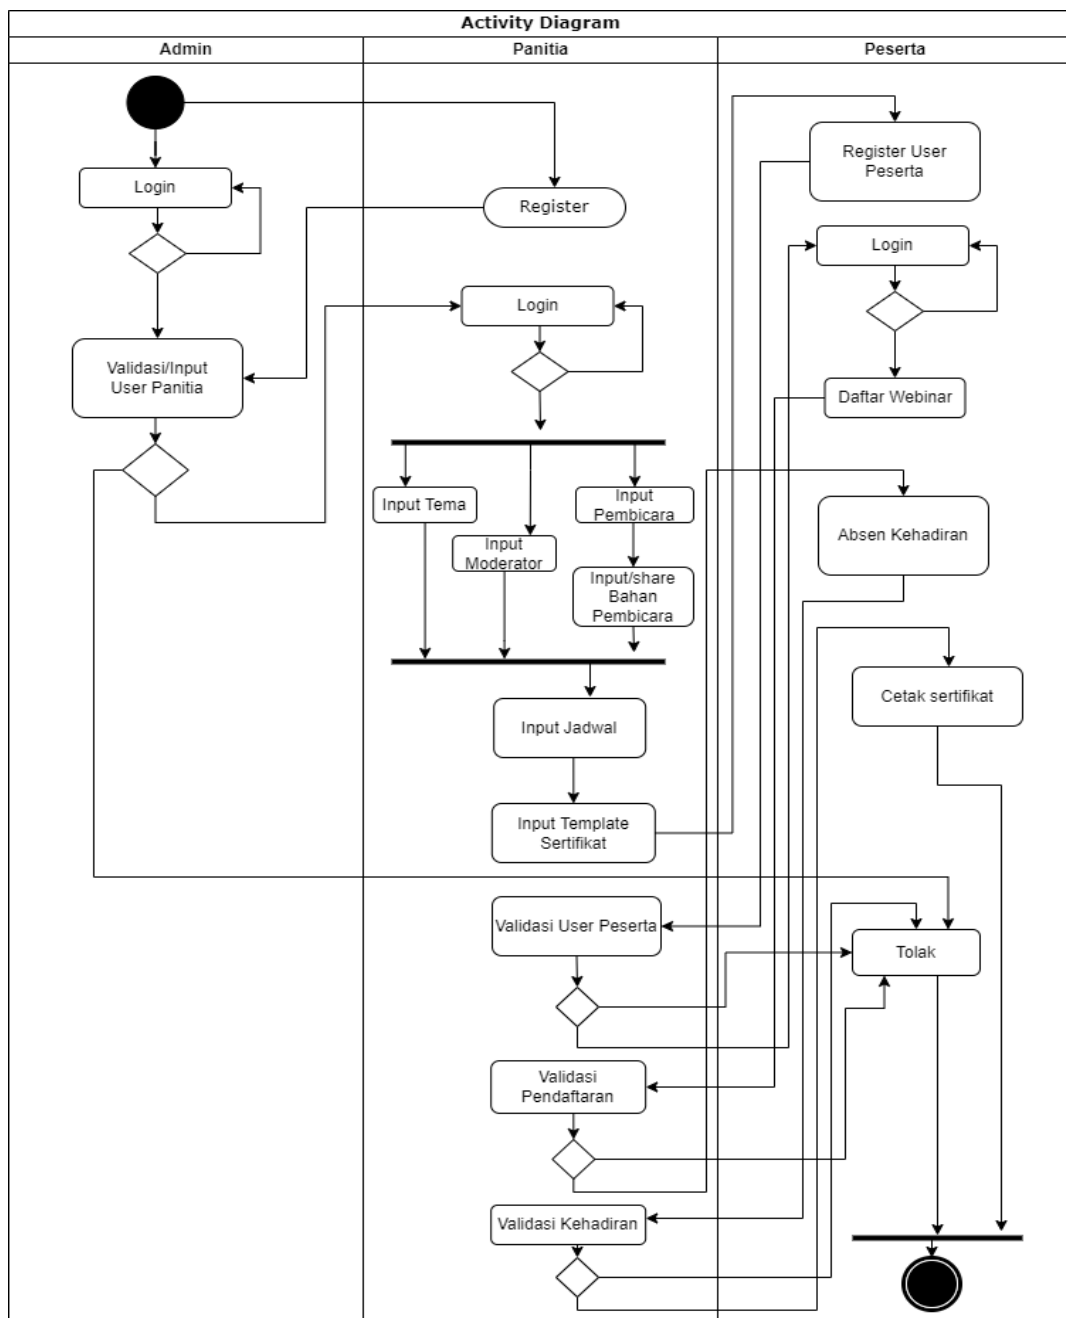 Activity Diagram
Admin
Panitia
Peserta
Login
Validasi/Input
User Panitia
Register
Login
Input Tema
Input
Moderator
Input
Pembicara
Input/share
Bahan
Pembicara
Input Jadwal
Input Template
Sertifikat
Validasi User Peserta
Validasi
Pendaftaran
Validasi Kehadiran
Register User
Peserta
Login
Daftar Webinar
Absen Kehadiran
Cetak sertifikat
Tolak